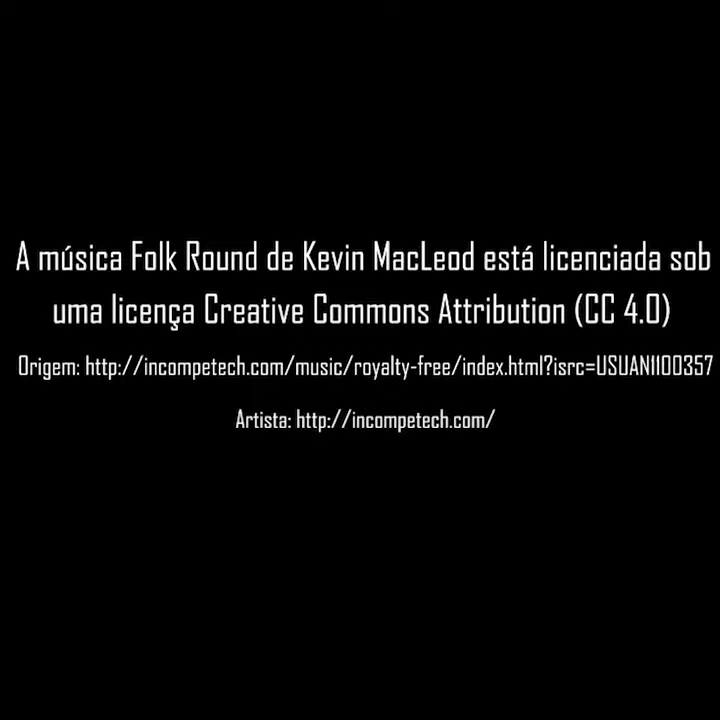 A música Folk Round de Kevin MacLeod está licenciada sob
uma licença Creative Commons Attribution (CC 4.0)
Origem: http://incompetech.com/music/royalty-free/index.html?isrc=USUAN1100357
Artista: http://incompetech.com/